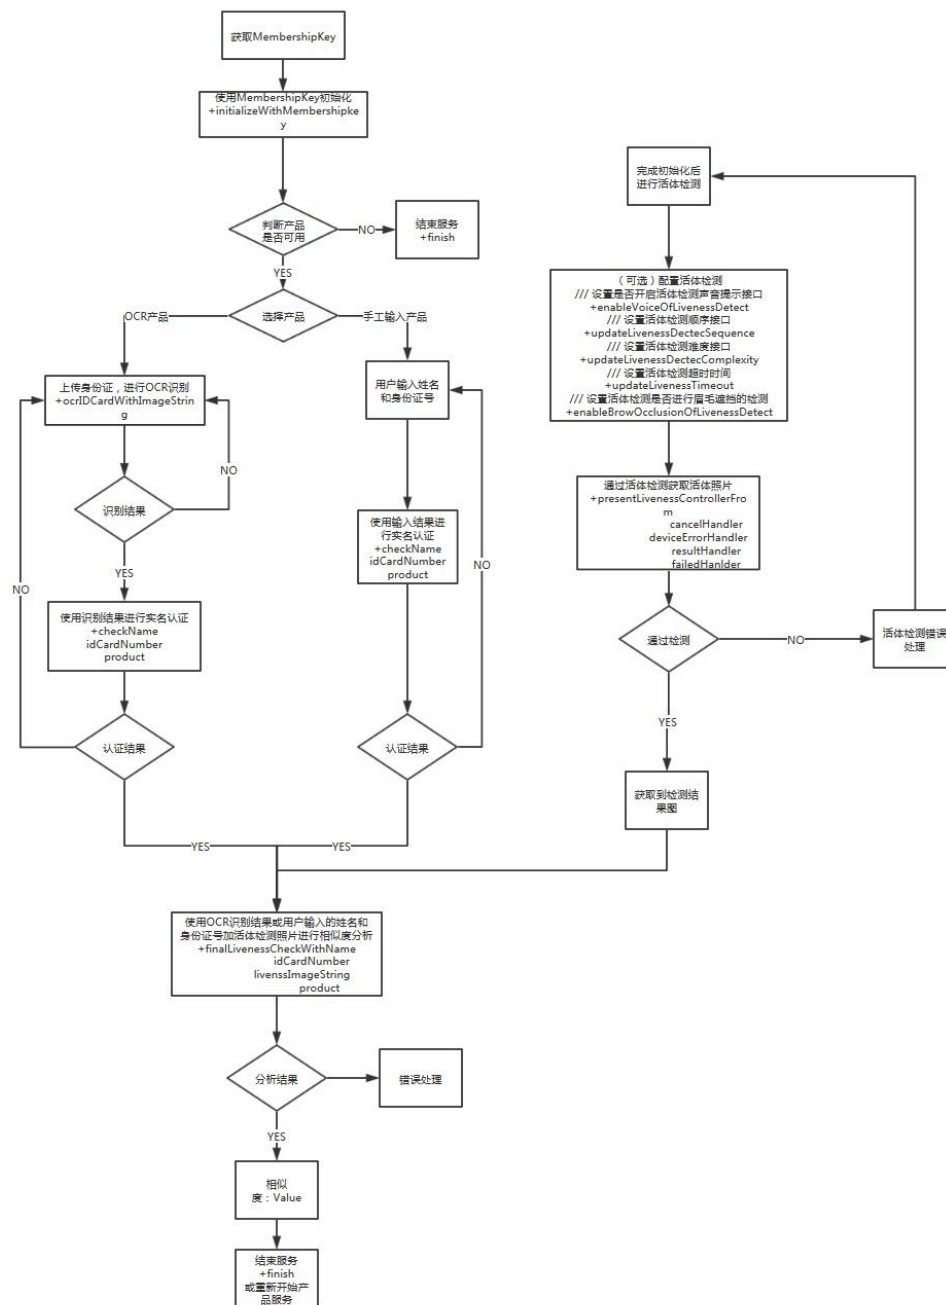 获取MembershipKey
使用MembershipKey初始化
+initializeWithMembershipke
y
判断产品
是否可用
NO
结束服务
+finish
YES
选择产品
OCR产品
手工输入产品
上传身份证，进行OCR识别
+ocrIDCardWithImageStrin
g
NO
识别结果
YES
NO
使用识别结果进行实名认证
+checkName
idCardNumber
product
认证结果
用户输入姓名
和身份证号
使用输入结果进
行实名认证
+checkName
idCardNumber
product
NO
认证结果
YES
YES
完成初始化后
进行活体检测
（可选）配置活体检测
/// 设置是否开启活体检测声音提示接口
+enableVoiceOfLivenessDetect
/// 设置活体检测顺序接口
+updateLivenessDectecSequence
/// 设置活体检测难度接口
+updateLivenessDectecComplexity
/// 设置活体检测超时时间
+updateLivenessTimeout
/// 设置活体检测是否进行眉毛遮挡的检测
+enableBrowOcclusionOfLivenessDetect
通过活体检测获取活体照片
+presentLivenessControllerFro
m
cancelHandler
deviceErrorHandler
resultHandler
failedHanlder
通过检测
NO
活体检测错误
处理
YES
获取到检测结
果图
使用OCR识别结果或用户输入的姓名和
身份证号加活体检测照片进行相似度分析
+finalLivenessCheckWithName
idCardNumber
livenssImageString
product
分析结果
错误处理
YES
相似
度：Value
结束服务
+finish
或重新开始产
品服务